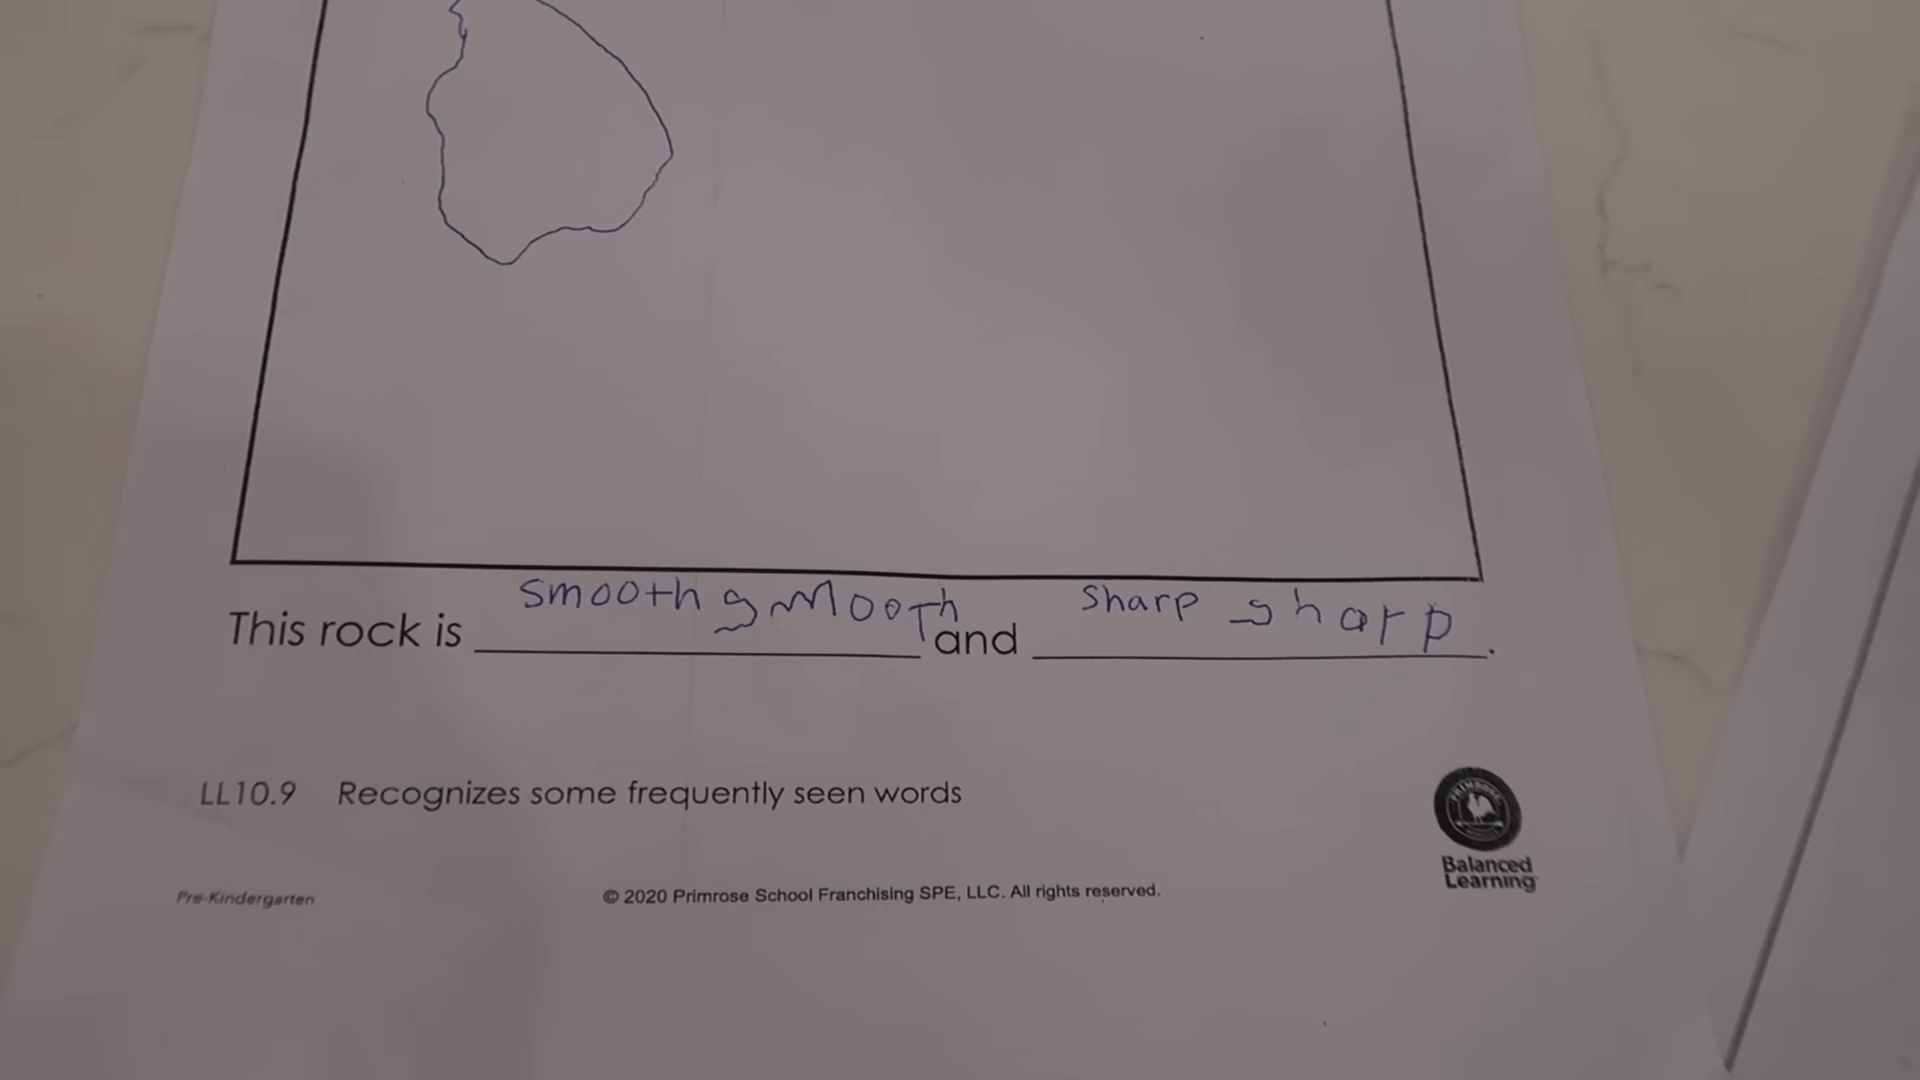 This rock is smooth smooth and sharp sharp.
LL10.9 Recognizes some frequently seen words
Balanced
Learning
Pre-Kindergarten © 2020 Primrose School Franchising SPE, LLC. All rights reserved.